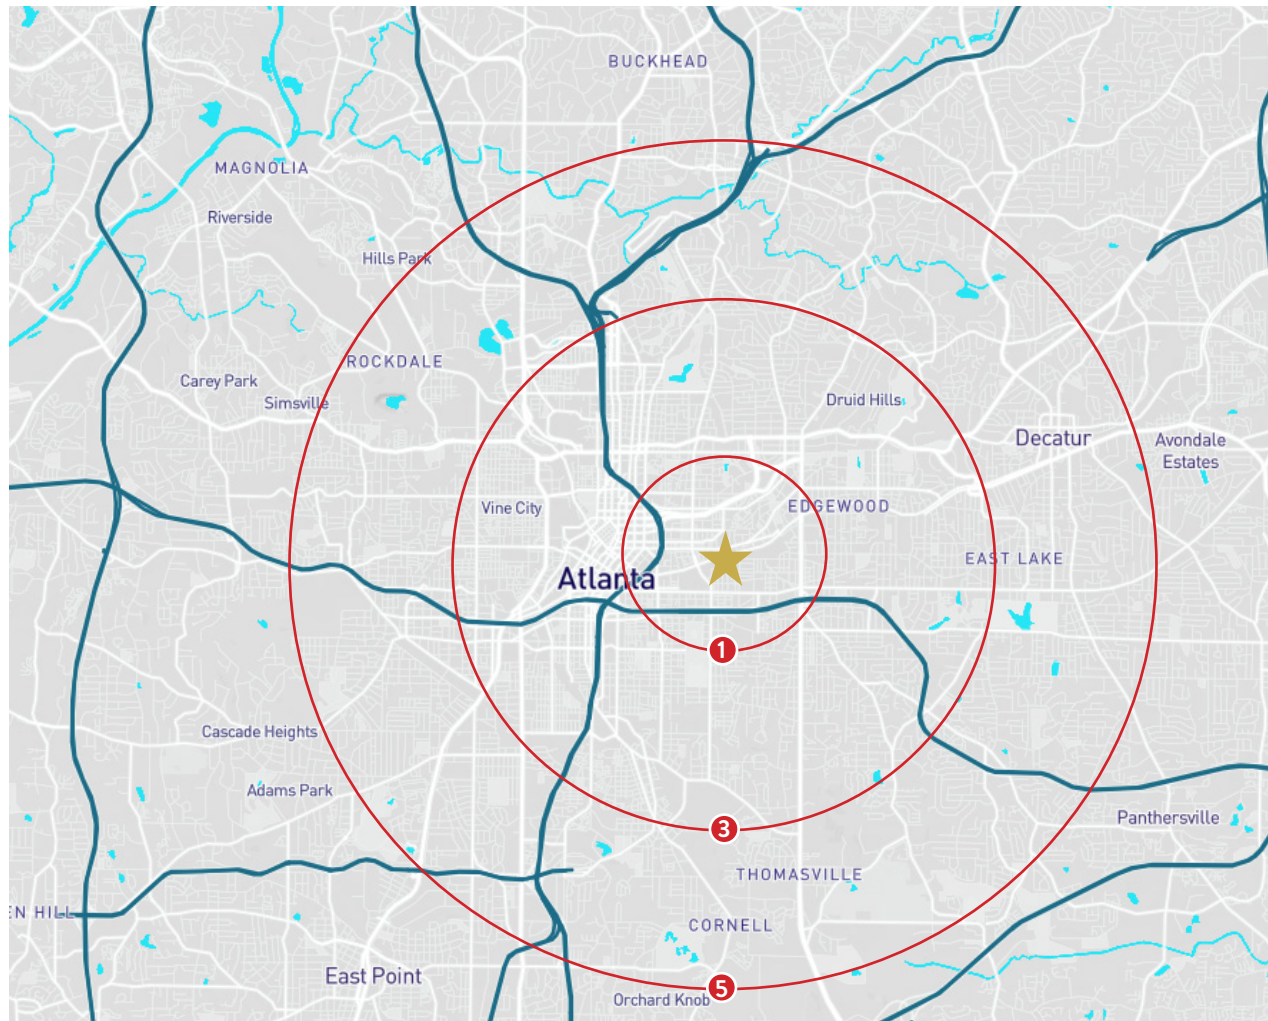 BUCKHEAD
MAGNOLIA
Riverside
Hills Park
ROCKDALE
Carey Park
Simsville
Druid Hills
Decatur
Avondale
Estates
Vine City
EDGEWOOD
EAST LAKE
Atlanta
1
Cascade Heights
Adams Park
Panthersville
3
THOMASVILLE
EN HILL
CORNELL
East Point
5
Orchard Knob